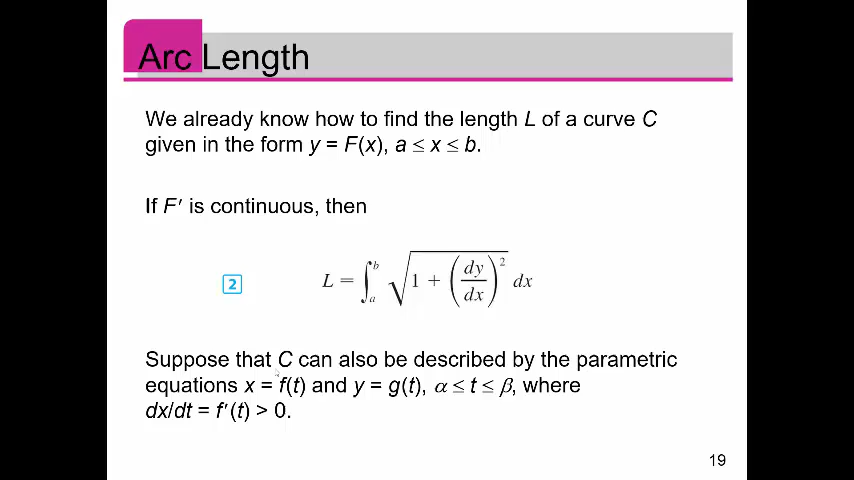 Arc Length
We already know how to find the length L of a curve C
given in the form y = F(x), a ≤ x ≤ b.
If F′ is continuous, then
2 L = ∫_a^b √(1 + (dy/dx)^2) dx
Suppose that C can also be described by the parametric
equations x = f(t) and y = g(t), α ≤ t ≤ β, where
dx/dt = f′(t) > 0.
19